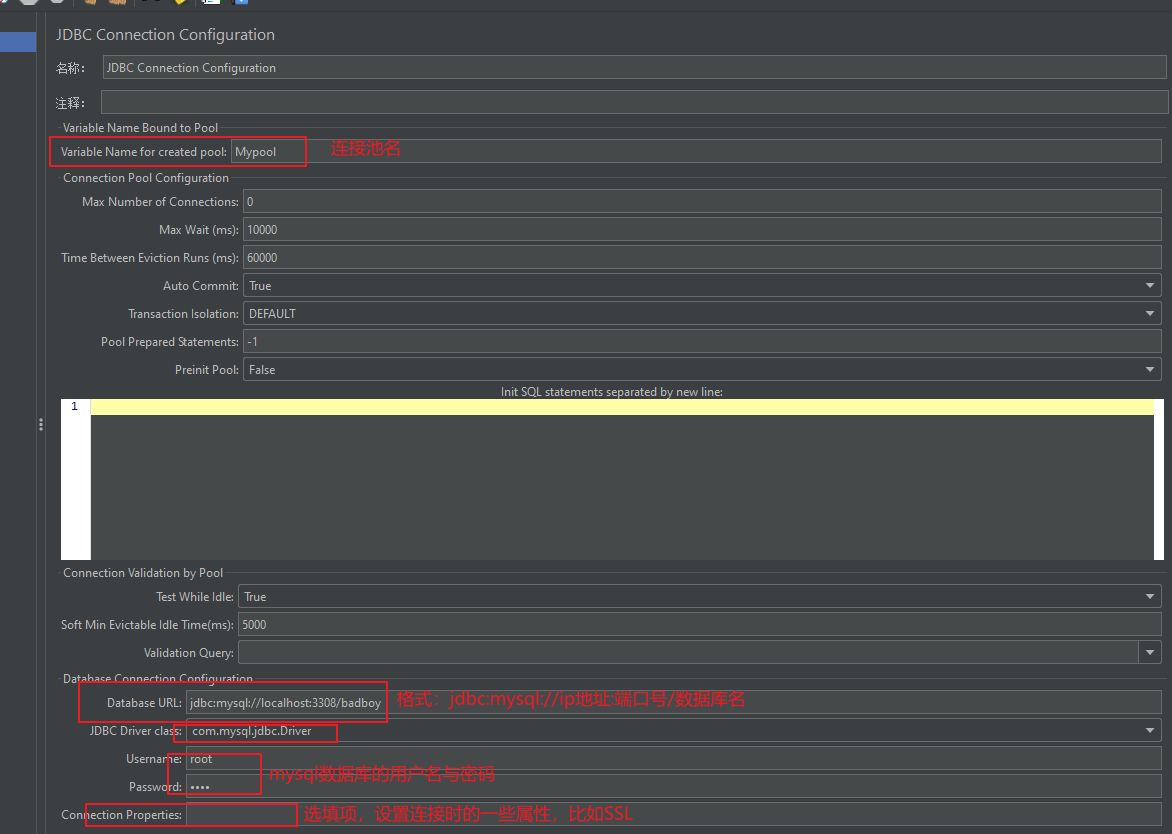 JDBC Connection Configuration
名称： JDBC Connection Configuration
注释：
Variable Name Bound to Pool
Variable Name for created pool: Mypool 连接池名
Connection Pool Configuration
Max Number of Connections: 0
Max Wait (ms): 10000
Time Between Eviction Runs (ms): 60000
Auto Commit: True
Transaction Isolation: DEFAULT
Pool Prepared Statements: -1
Preinit Pool: False
Init SQL statements separated by new line:
1
Connection Validation by Pool
Test While Idle: True
Soft Min Evictable Idle Time(ms): 5000
Validation Query:
Database Connection Configuration
Database URL: jdbc:mysql://localhost:3308/badboy 格式：jdbc:mysql://ip地址:端口号/数据库名
JDBC Driver class: com.mysql.jdbc.Driver
Username: root
mysql数据库的用户名与密码
Password: ••••
Connection Properties: 选填项，设置连接时的一些属性，比如SSL